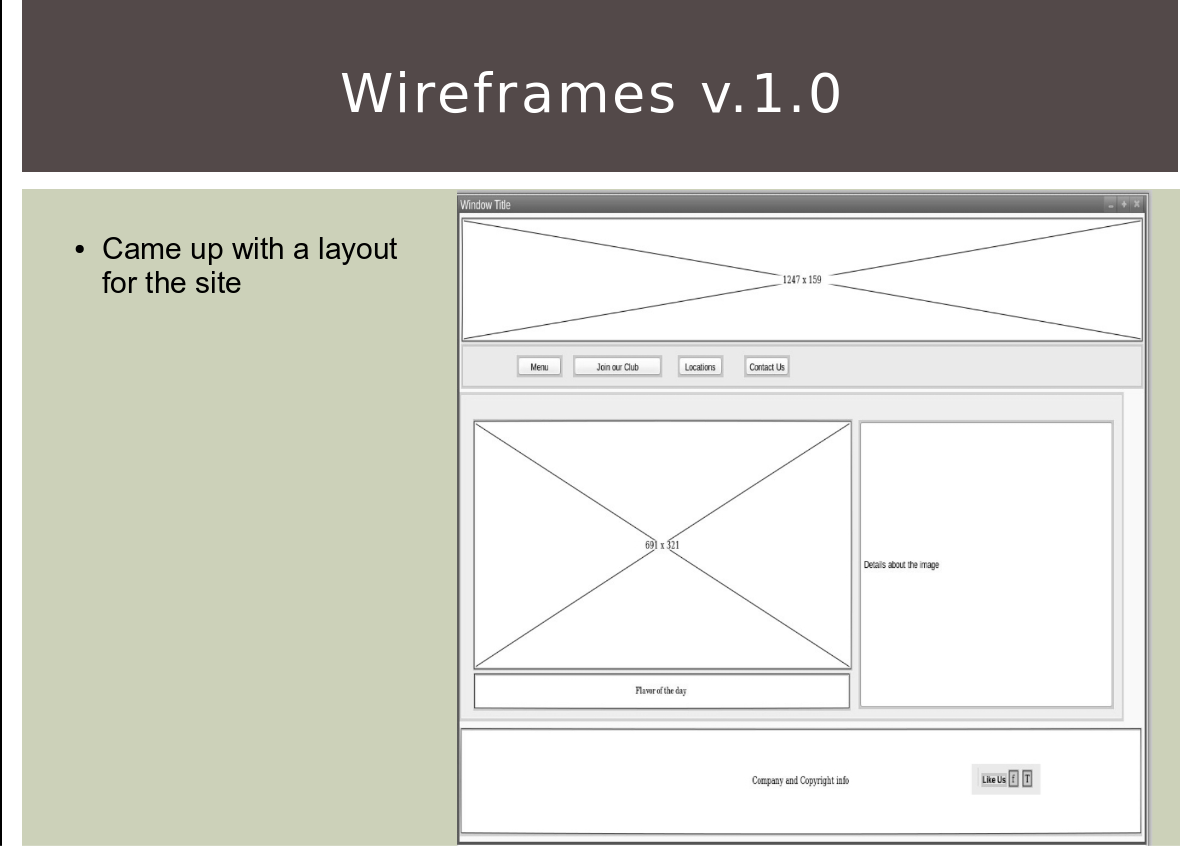 Wireframes v.1.0
• Came up with a layout
for the site
Window Title
1247 x 159
Menu
Join our Club
Locations
Contact Us
691 x 321
Details about the image
Flavor of the day
Company and Copyright info
Like Us f T